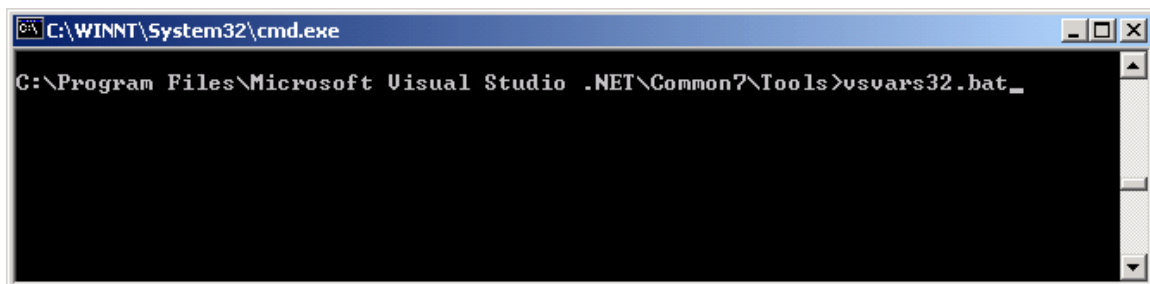 C:\WINNT\System32\cmd.exe
C:\Program Files\Microsoft Visual Studio .NET\Common7\Tools>vsvars32.bat_